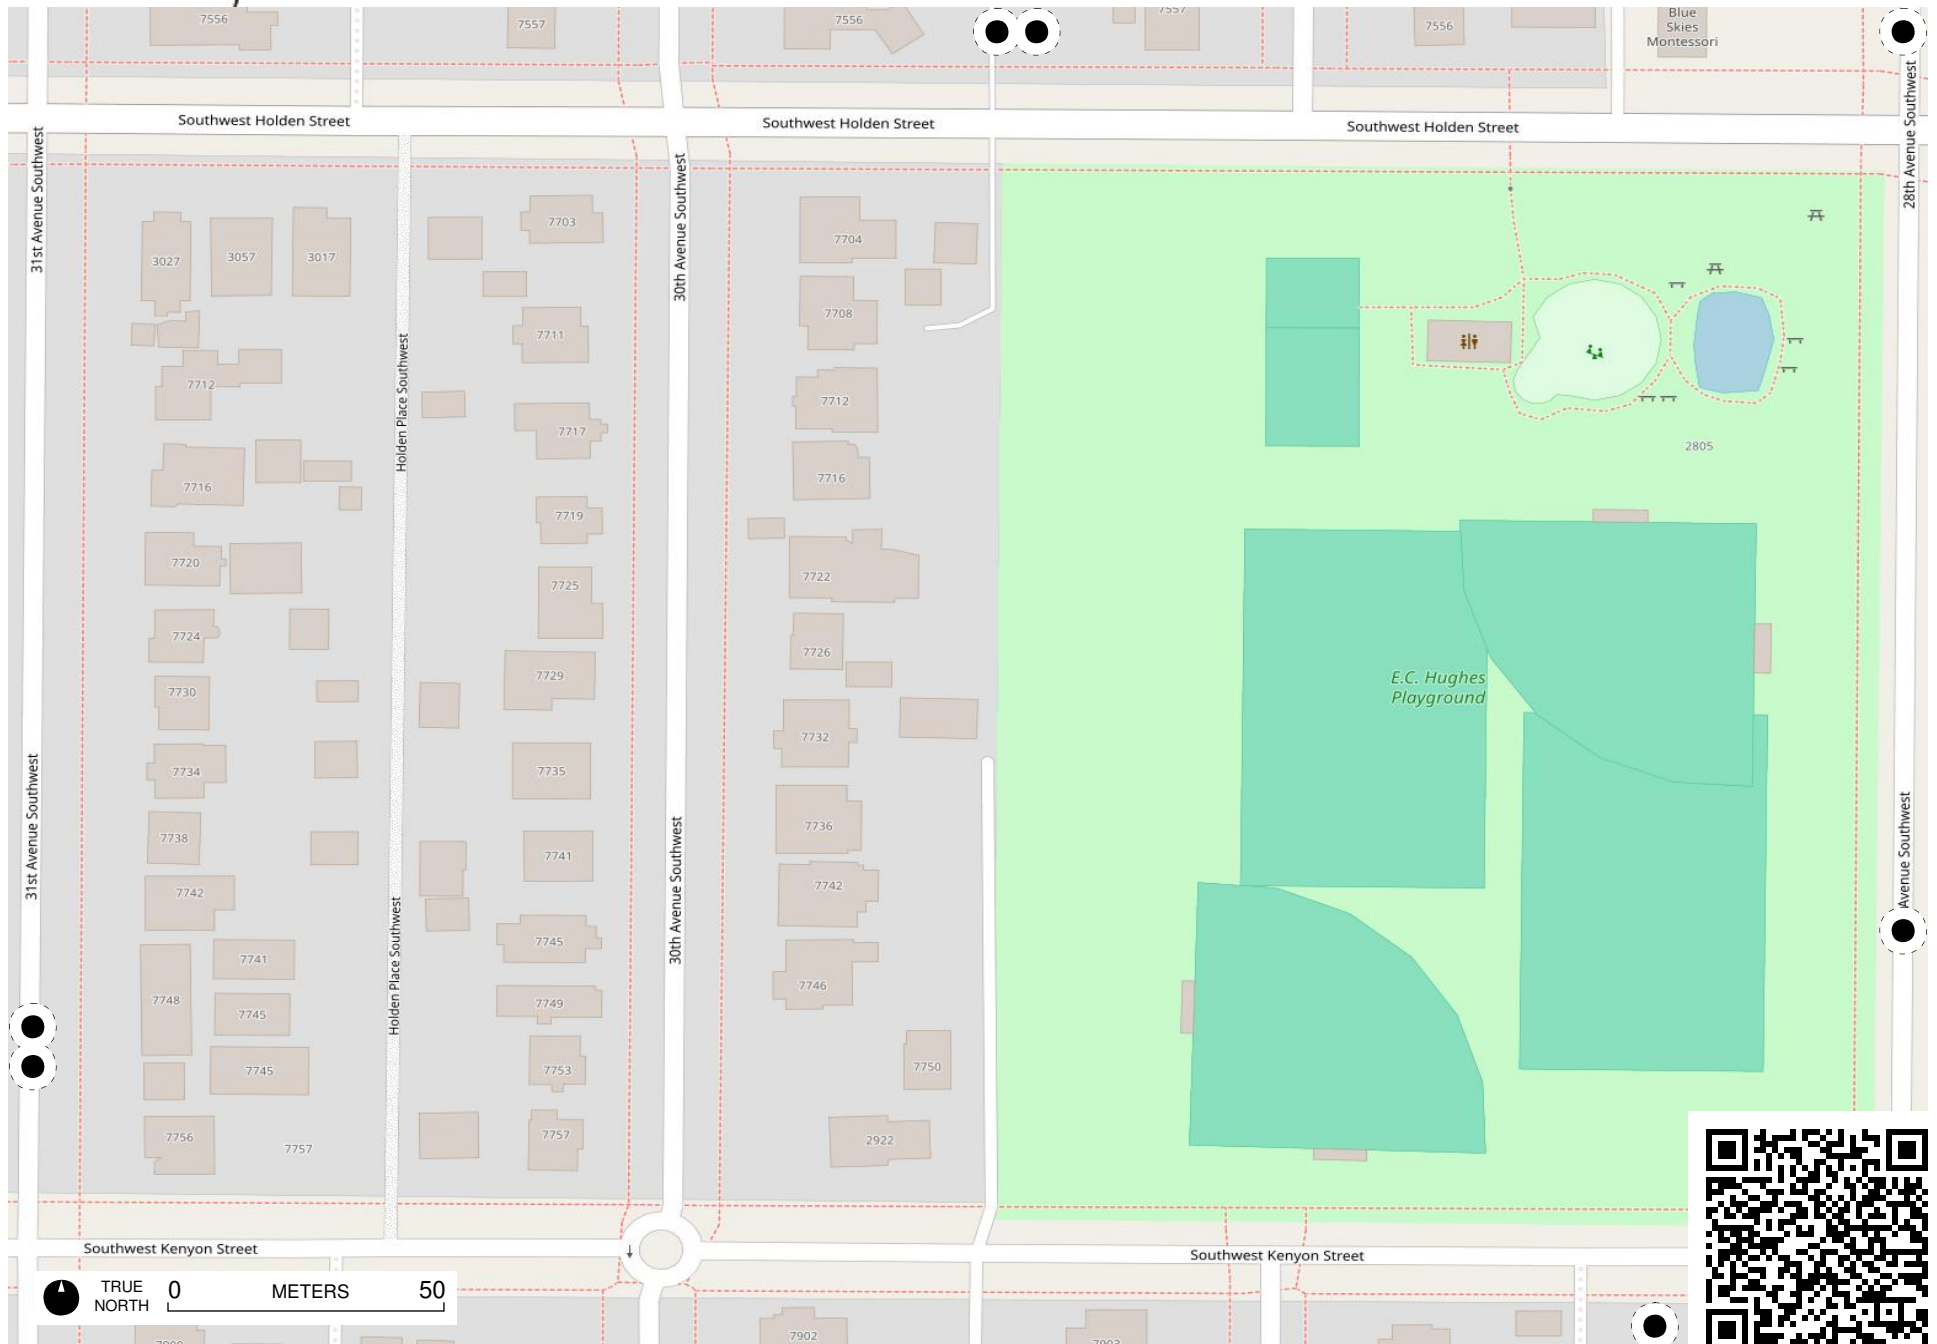 7556
7557
7556
7557
7556
Blue
Skies
Montessori
Southwest Holden Street
Southwest Holden Street
Southwest Holden Street
31st Avenue Southwest
30th Avenue Southwest
28th Avenue Southwest
3027
3057
3017
7703
7704
7708
7711
7712
7712
7717
7716
7716
2805
Holden Place Southwest
7719
7720
7722
7725
7724
7726
7729
7730
E.C. Hughes
Playground
7732
7734
7735
7736
7738
7741
7742
7742
31st Avenue Southwest
30th Avenue Southwest
Avenue Southwest
Holden Place Southwest
7745
7741
7746
7748
7749
7745
7745
7753
7750
7756
7757
7757
2922
Southwest Kenyon Street
Southwest Kenyon Street
TRUE
NORTH
0
METERS
50
7902